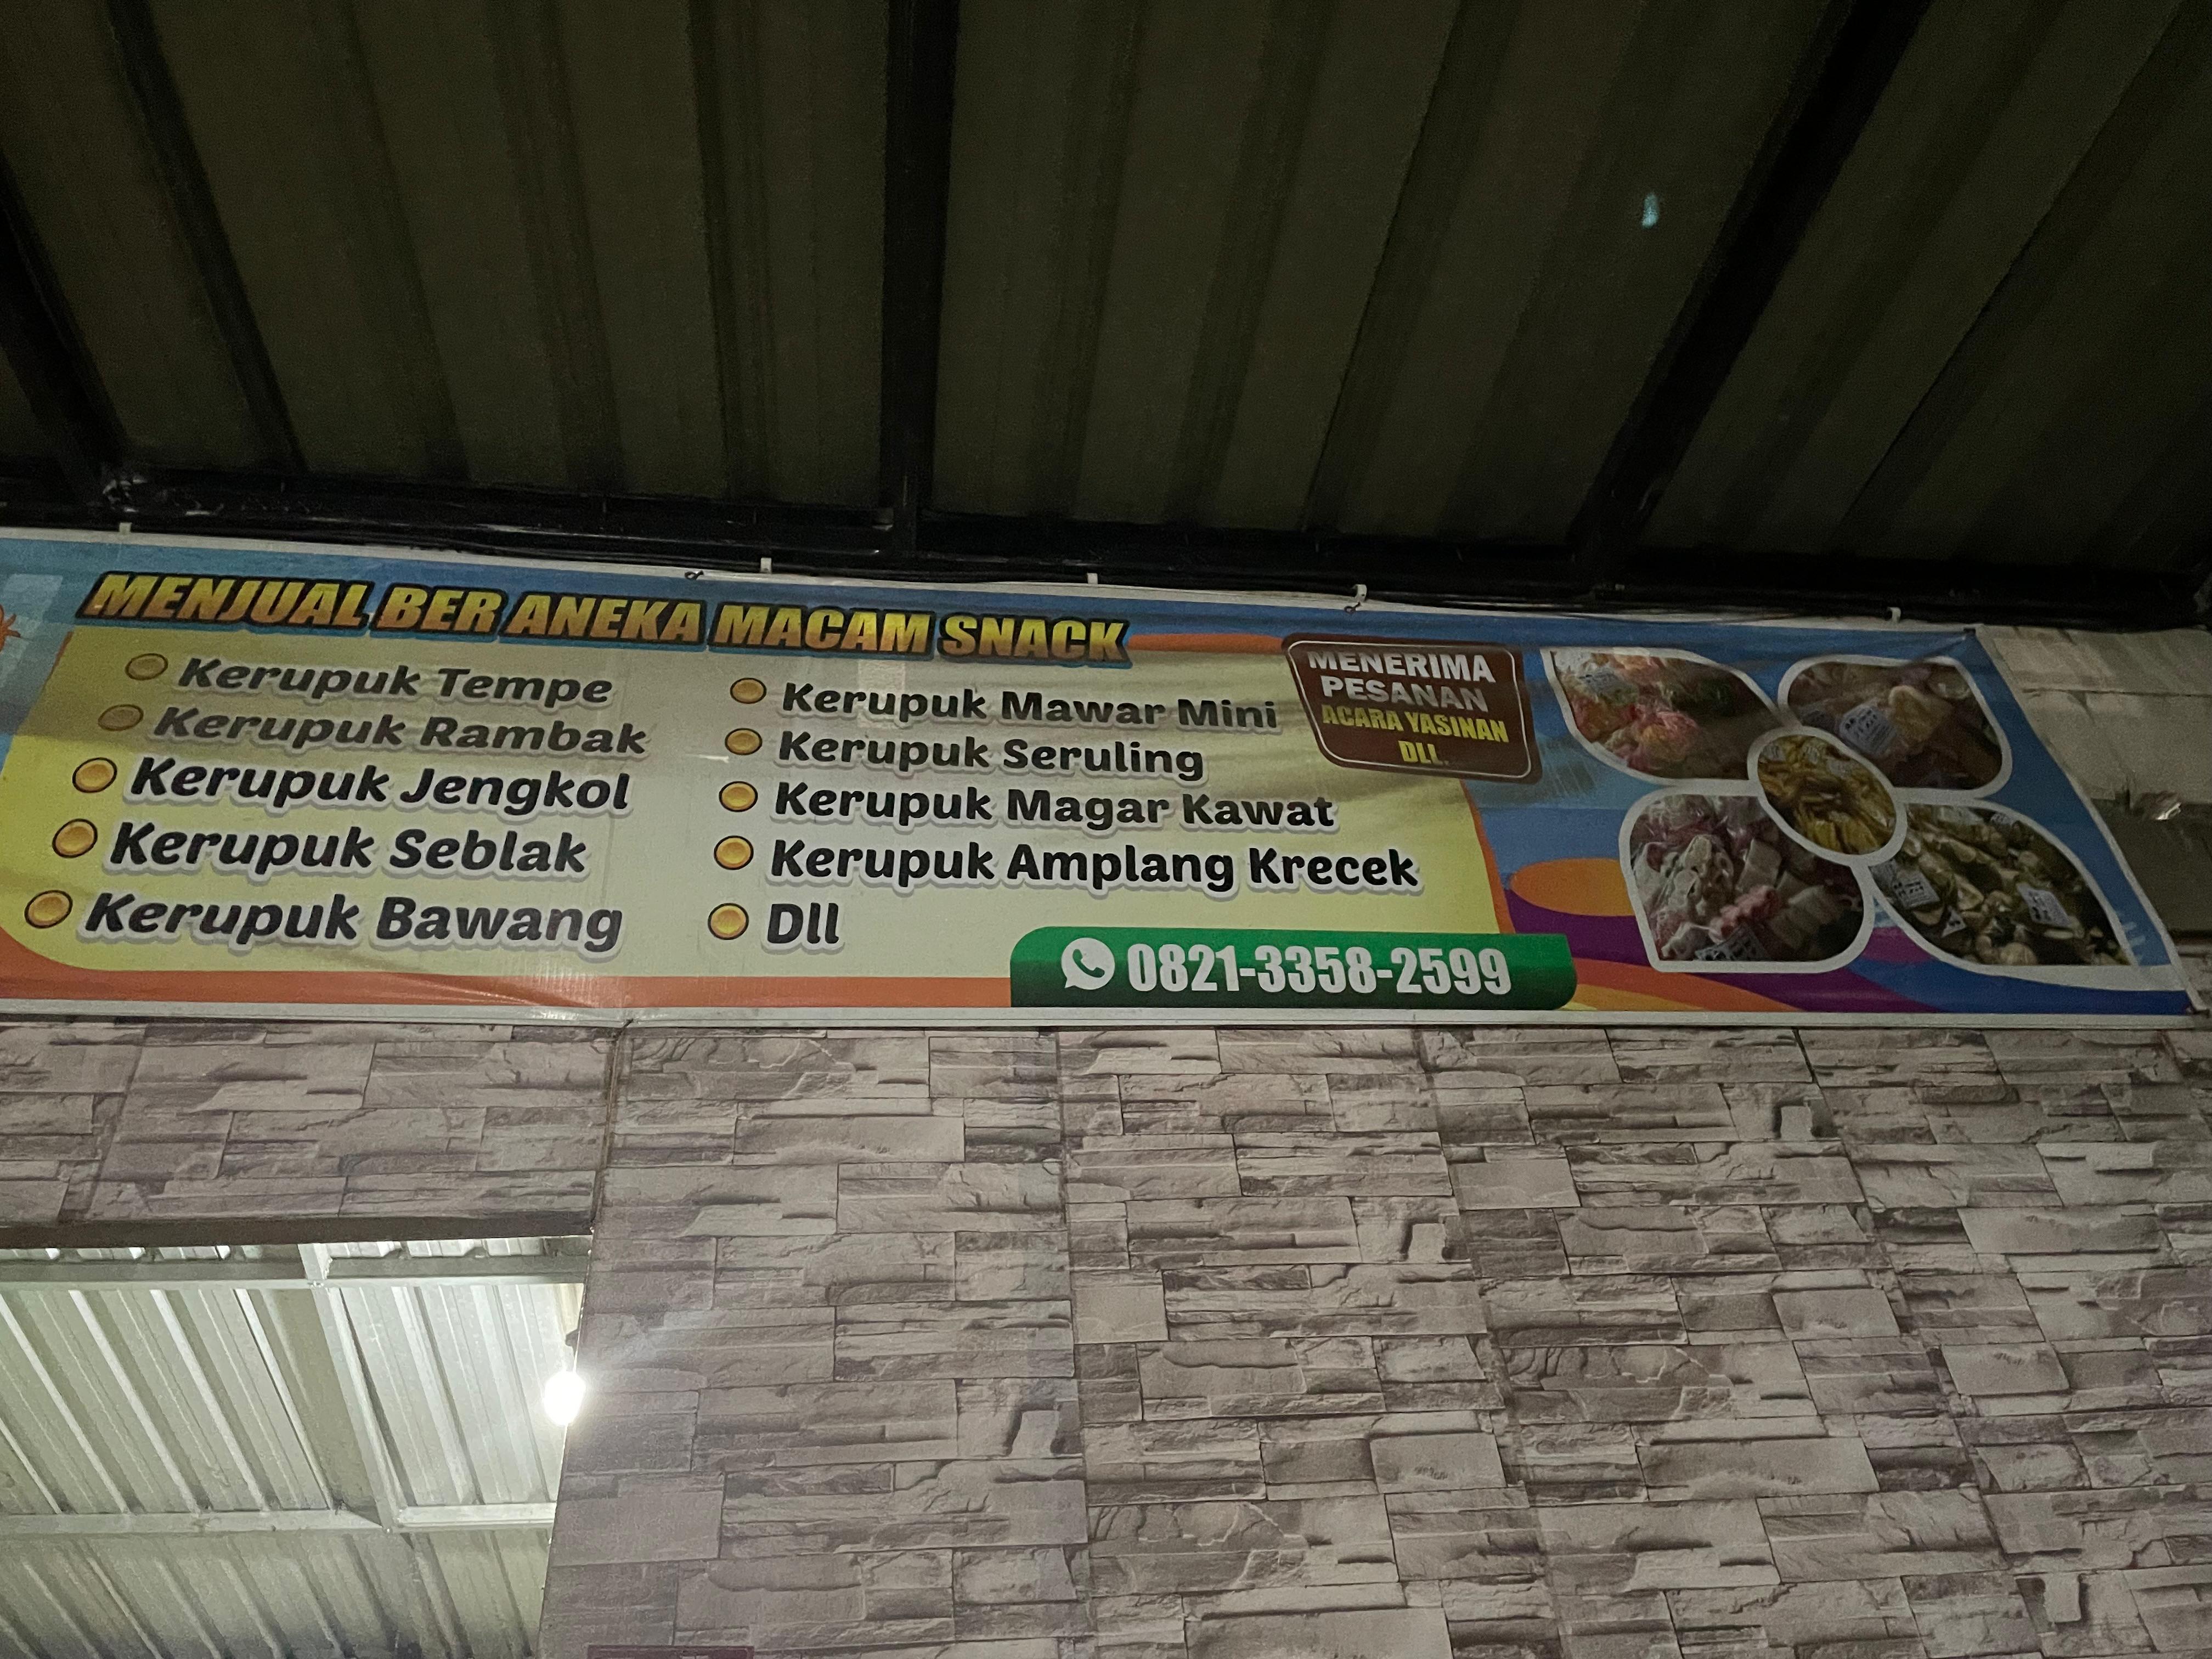 MENJUAL BER ANEKA MACAM SNACK
Kerupuk Tempe
Kerupuk Rambak
Kerupuk Jengkol
Kerupuk Seblak
Kerupuk Bawang
Kerupuk Mawar Mini
Kerupuk Seruling
Kerupuk Magar Kawat
Kerupuk Amplang Krecek
Dll
MENERIMA
PESANAN
ACARA YASINAN
DLL.
0821-3358-2599